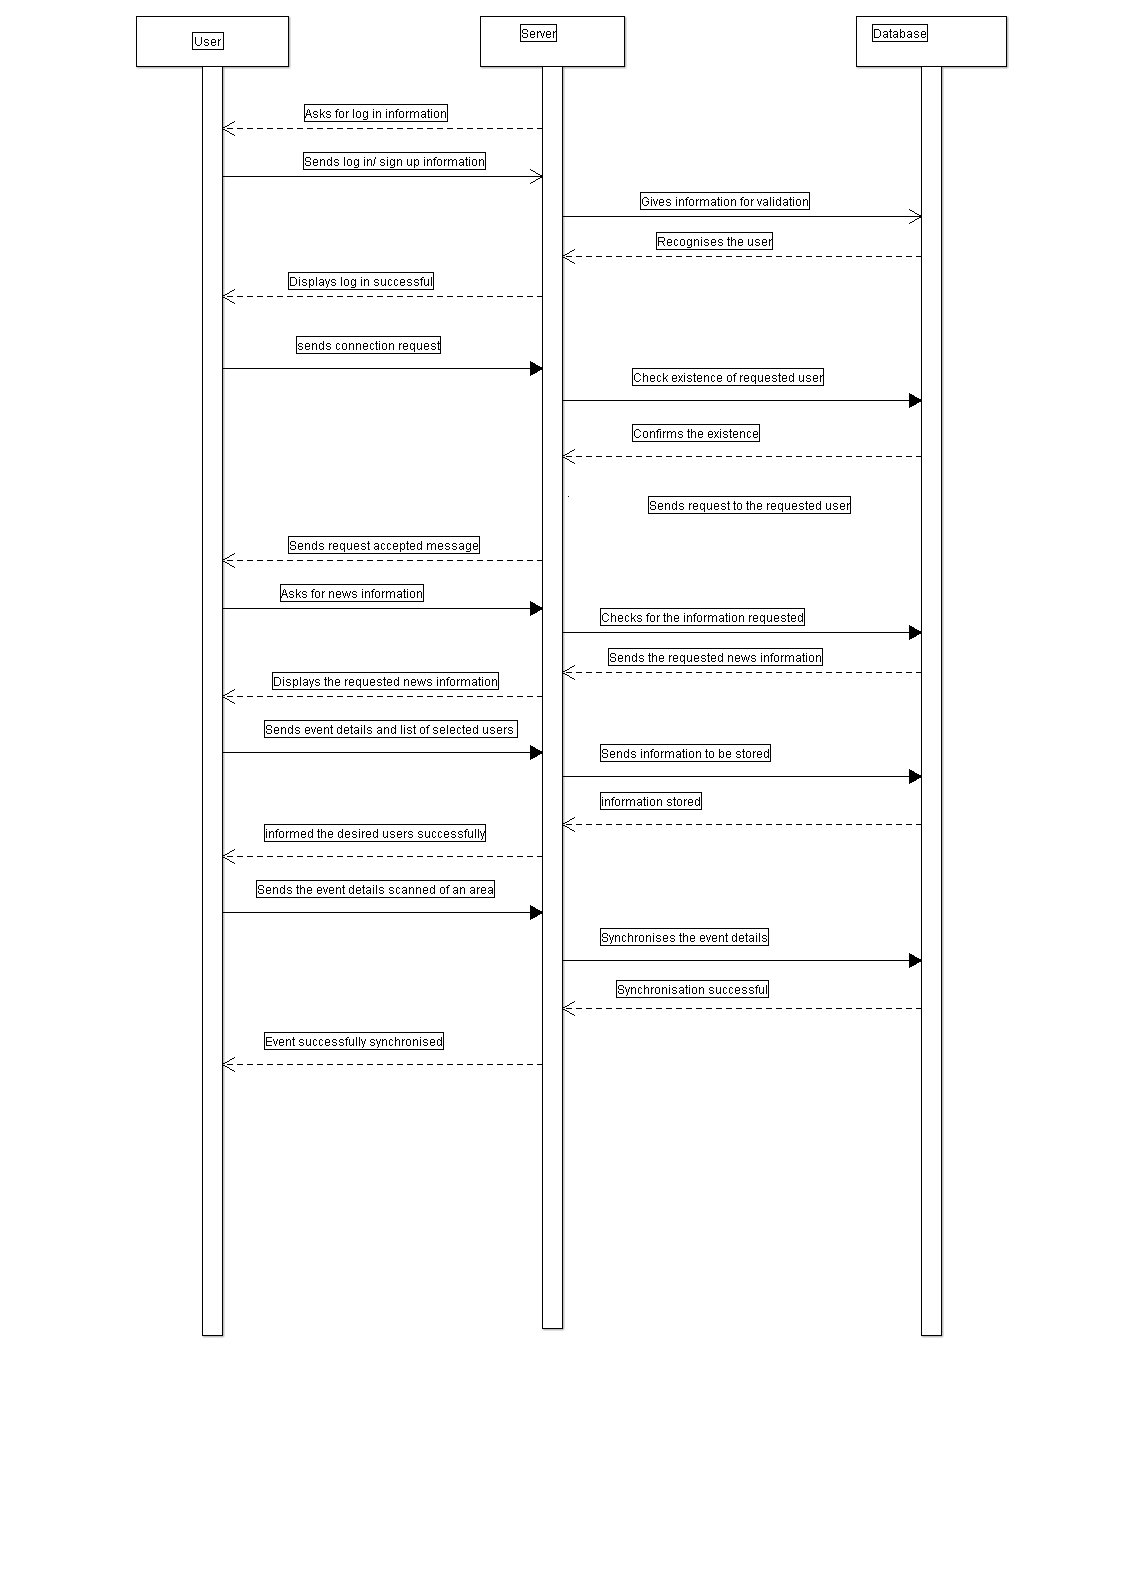 User
Server
Database
Asks for log in information
Sends log in/ sign up information
Gives information for validation
Recognises the user
Displays log in successful
sends connection request
Check existence of requested user
Confirms the existence
Sends request to the requested user
Sends request accepted message
Asks for news information
Checks for the information requested
Sends the requested news information
Displays the requested news information
Sends event details and list of selected users
Sends information to be stored
information stored
informed the desired users successfully
Sends the event details scanned of an area
Synchronises the event details
Synchronisation successful
Event successfully synchronised